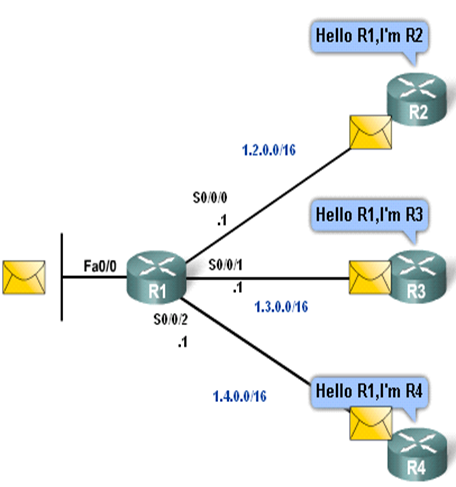 Hello R1,I'm R2
R2
1.2.0.0/16
S0/0/0
.1
Hello R1,I'm R3
Fa0/0
R1
S0/0/1
.1
R3
1.3.0.0/16
S0/0/2
.1
1.4.0.0/16
Hello R1,I'm R4
R4